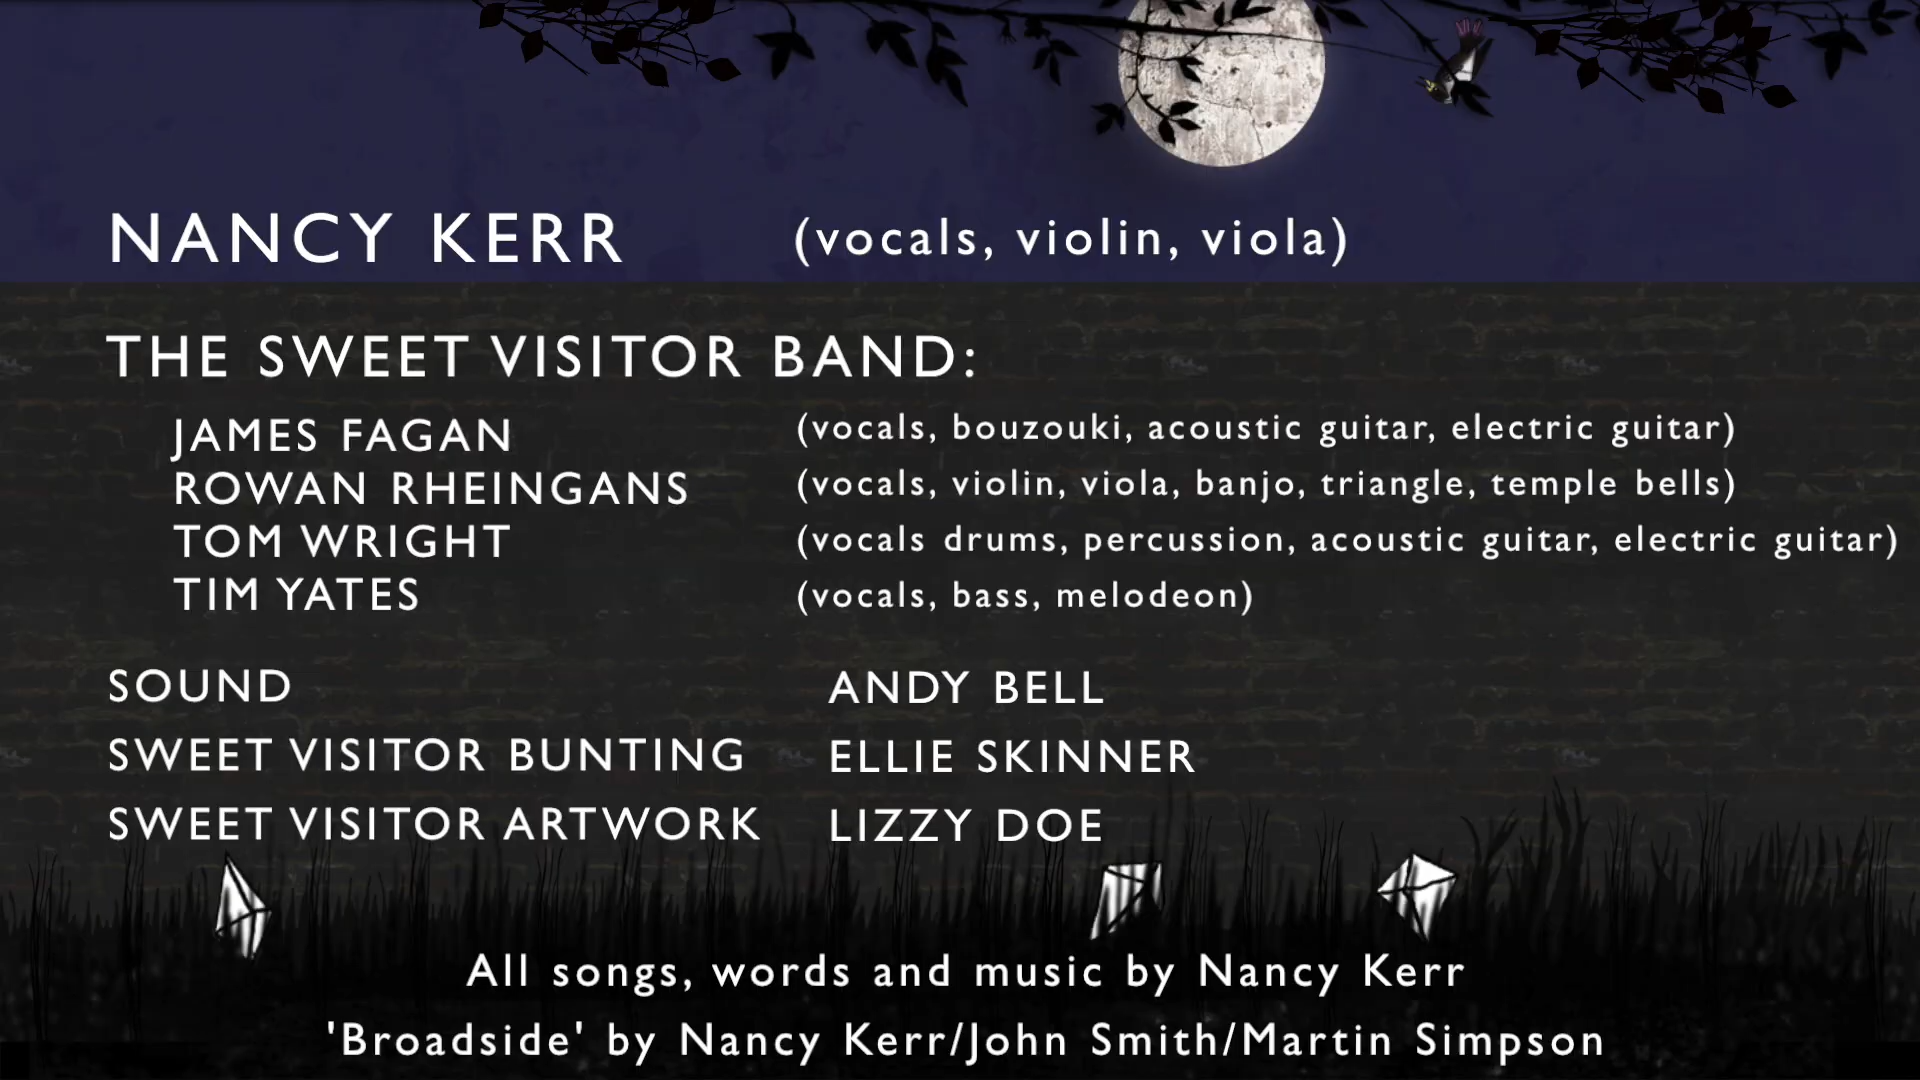 NANCY KERR (vocals, violin, viola)
THE SWEET VISITOR BAND:
JAMES FAGAN (vocals, bouzouki, acoustic guitar, electric guitar)
ROWAN RHEINGANS (vocals, violin, viola, banjo, triangle, temple bells)
TOM WRIGHT (vocals drums, percussion, acoustic guitar, electric guitar)
TIM YATES (vocals, bass, melodeon)
SOUND ANDY BELL
SWEET VISITOR BUNTING ELLIE SKINNER
SWEET VISITOR ARTWORK LIZZY DOE
All songs, words and music by Nancy Kerr
'Broadside' by Nancy Kerr/John Smith/Martin Simpson